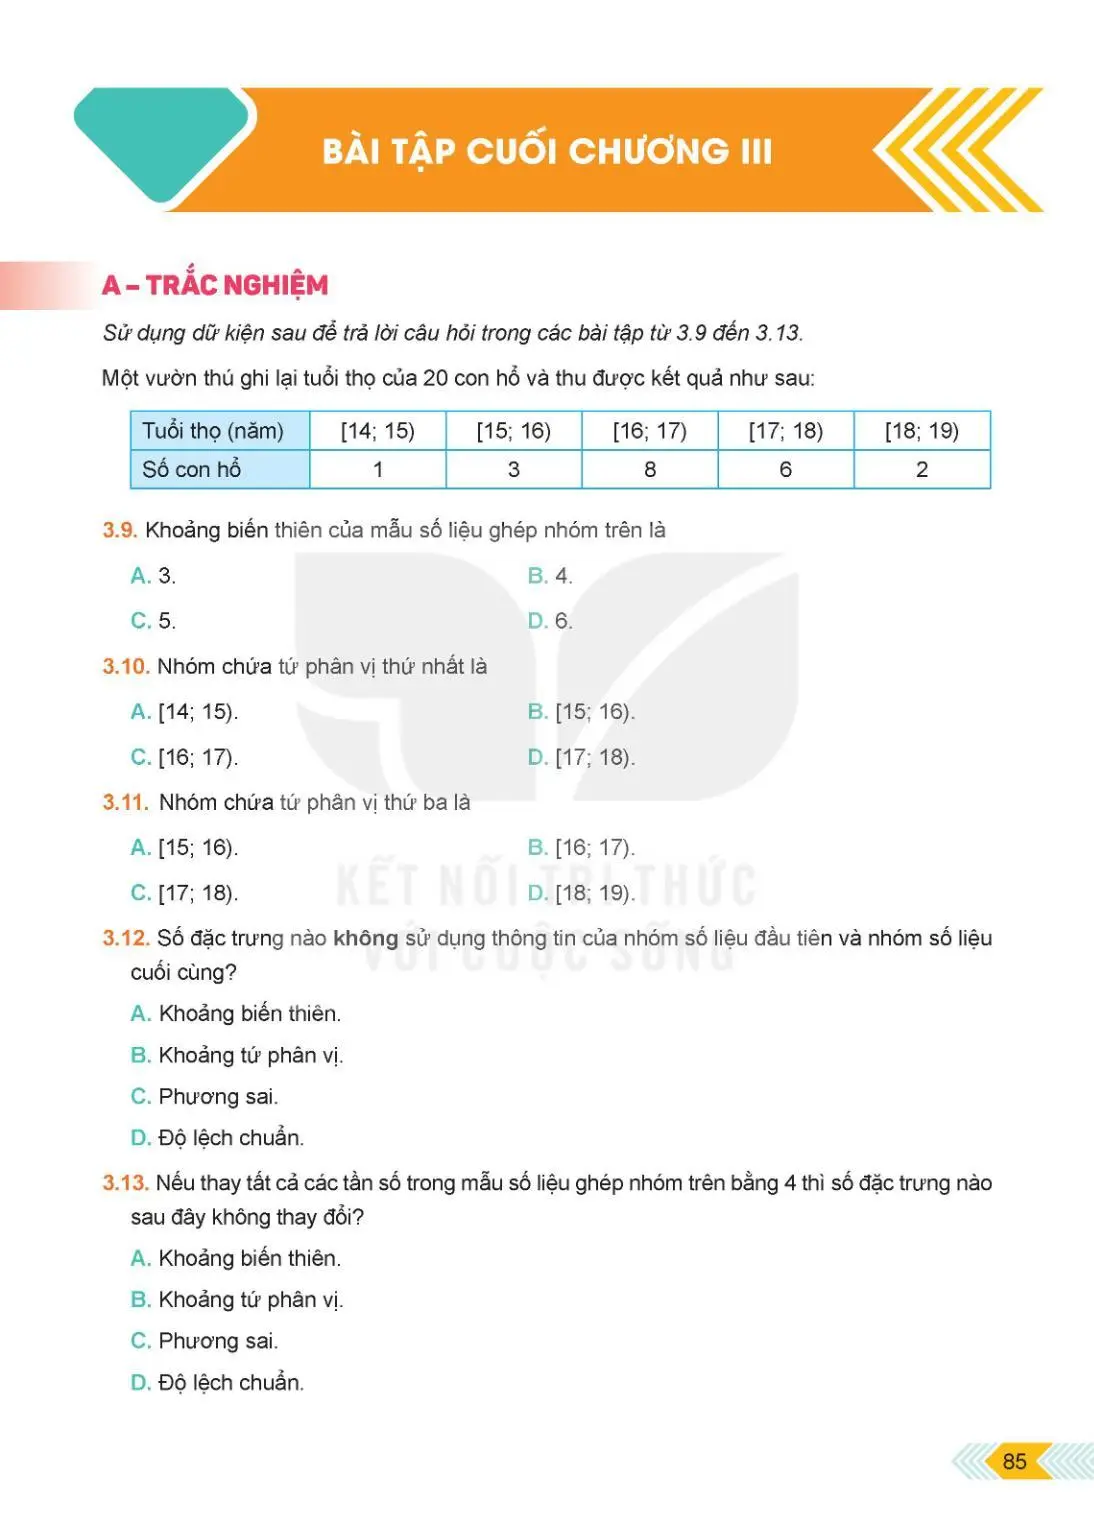 BÀI TẬP CUỐI CHƯƠNG III
A – TRẮC NGHIỆM
Sử dụng dữ kiện sau để trả lời câu hỏi trong các bài tập từ 3.9 đến 3.13.
Một vườn thú ghi lại tuổi thọ của 20 con hổ và thu được kết quả như sau:
Tuổi thọ (năm) [14; 15) [15; 16) [16; 17) [17; 18) [18; 19)
Số con hổ 1 3 8 6 2
3.9. Khoảng biến thiên của mẫu số liệu ghép nhóm trên là
A. 3. B. 4.
C. 5. D. 6.
3.10. Nhóm chứa tứ phân vị thứ nhất là
A. [14; 15). B. [15; 16).
C. [16; 17). D. [17; 18).
3.11. Nhóm chứa tứ phân vị thứ ba là
A. [15; 16). B. [16; 17).
C. [17; 18). D. [18; 19).
KẾT NỐI TRI THỨC
VỚI CUỘC SỐNG
3.12. Số đặc trưng nào không sử dụng thông tin của nhóm số liệu đầu tiên và nhóm số liệu
cuối cùng?
A. Khoảng biến thiên.
B. Khoảng tứ phân vị.
C. Phương sai.
D. Độ lệch chuẩn.
3.13. Nếu thay tất cả các tần số trong mẫu số liệu ghép nhóm trên bằng 4 thì số đặc trưng nào
sau đây không thay đổi?
A. Khoảng biến thiên.
B. Khoảng tứ phân vị.
C. Phương sai.
D. Độ lệch chuẩn.
85